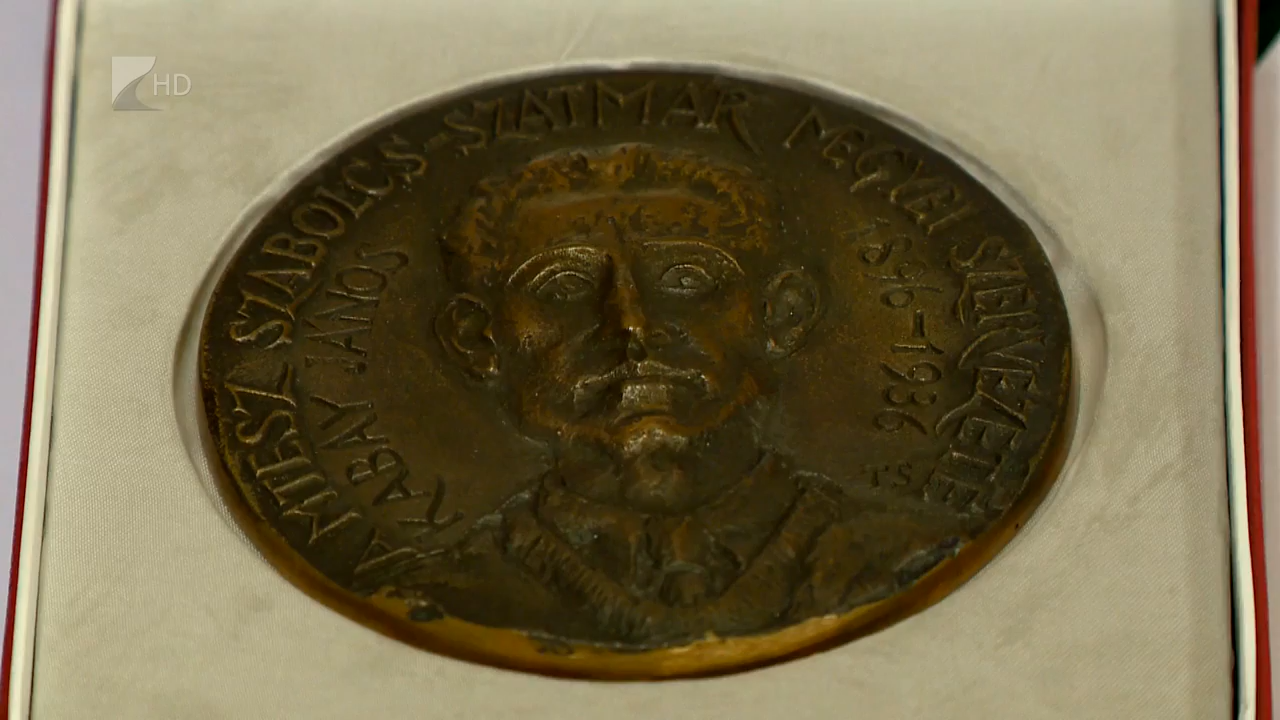 HD
A MTESZ SZABOLCS-SZATMÁR MEGYEI SZERVEZETE
KABAY JÁNOS
1896-1936
TS